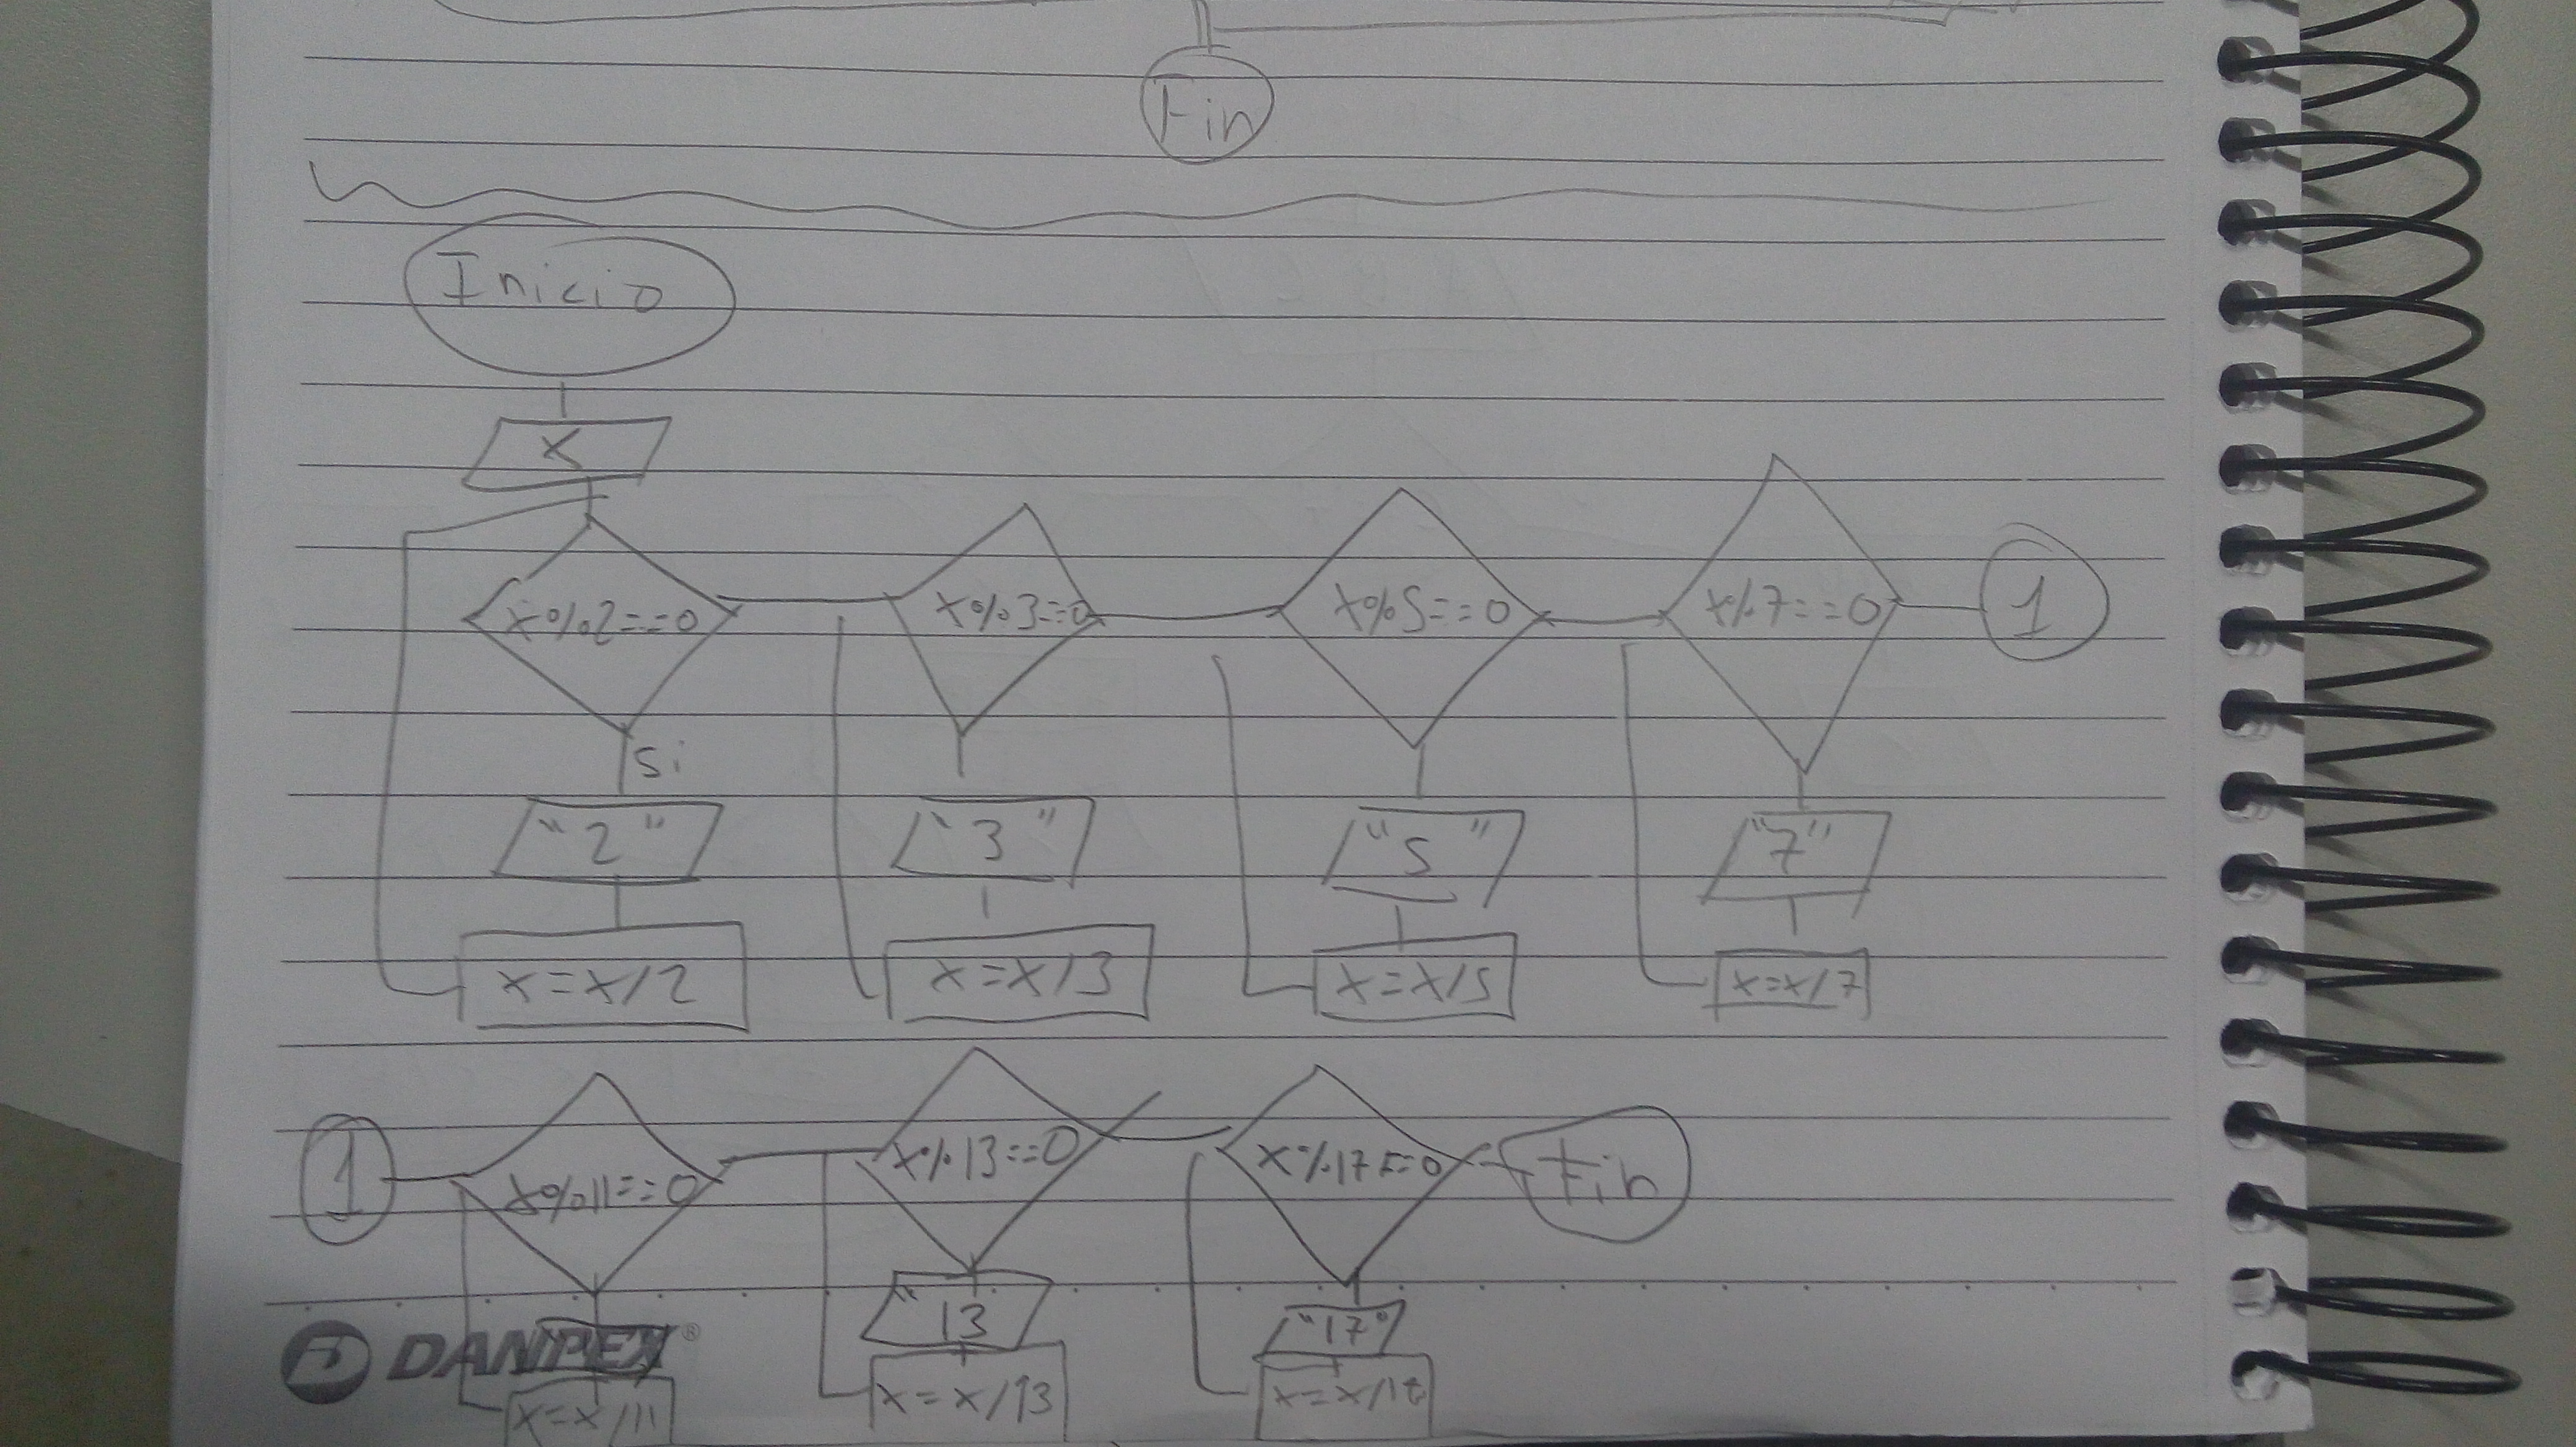 Fin
Inicio
X
X%2==0
X%3=0
X%5==0
X%7==0
1
Si
"2"
"3"
"5"
"7"
X=X/2
X=X/3
X=X/5
X=X/7
1
X%11==0
X%13==0
X%17==0
Fin
"13
"17"
X=X/11
X=X/13
X=X/17
DANPEX®